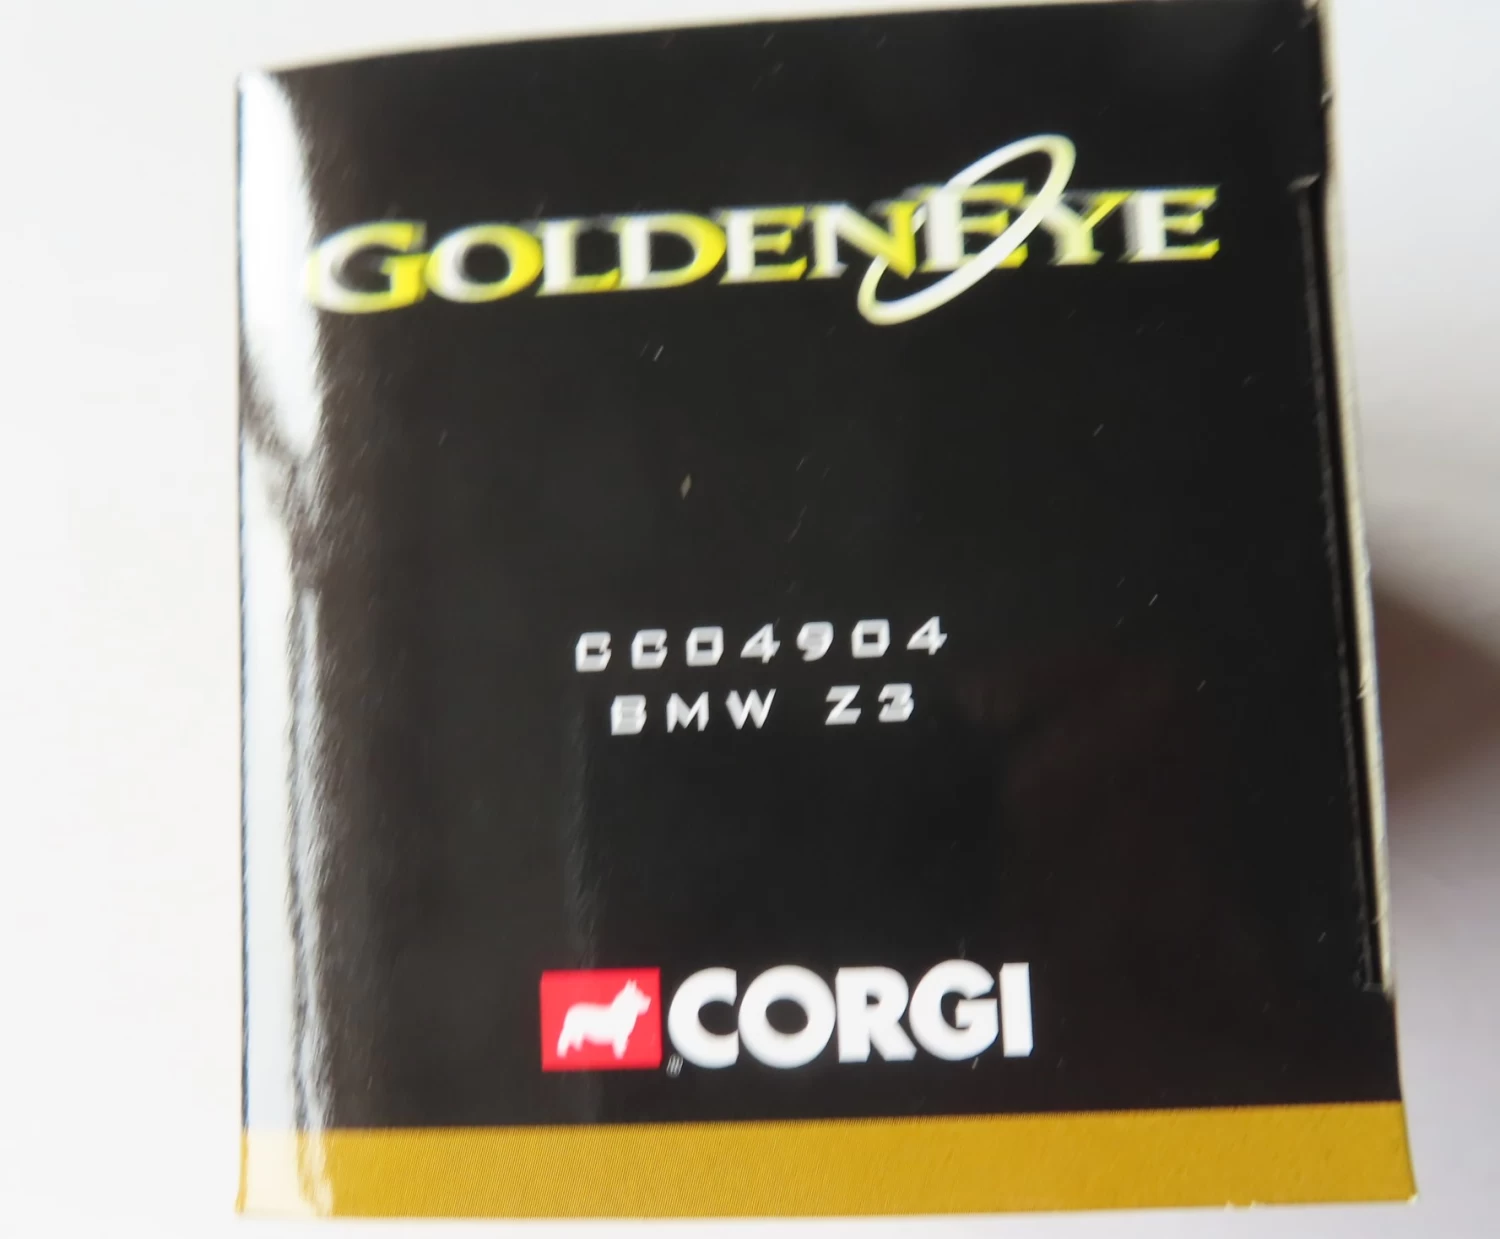 GOLDENEYE
CC04904
BMW Z3
CORGI